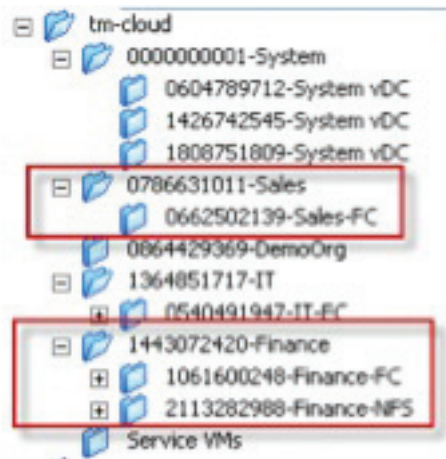 tm-cloud
0000000001-System
0604789712-System vDC
1426742545-System vDC
1808751809-System vDC
0786631011-Sales
0662502139-Sales-FC
0864429369-DemoOrg
1364851717-IT
0540491947-IT-FC
1443072420-Finance
1061600248-Finance-FC
2113282988-Finance-NFS
Service VMs